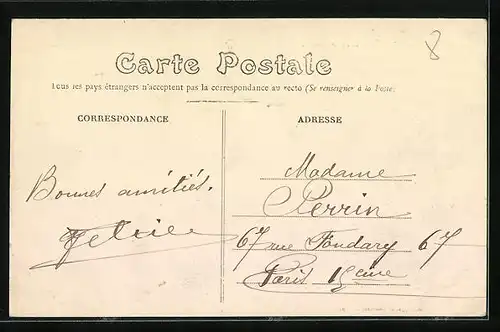 8
Carte Postale
Tous les pays étrangers n'acceptent pas la correspondance au recto (Se renseigner à la Poste)
CORRESPONDANCE
ADRESSE
Bonnes amitiés.
Madame
Perrin
67 rue Fondary 67
Paris 15eme